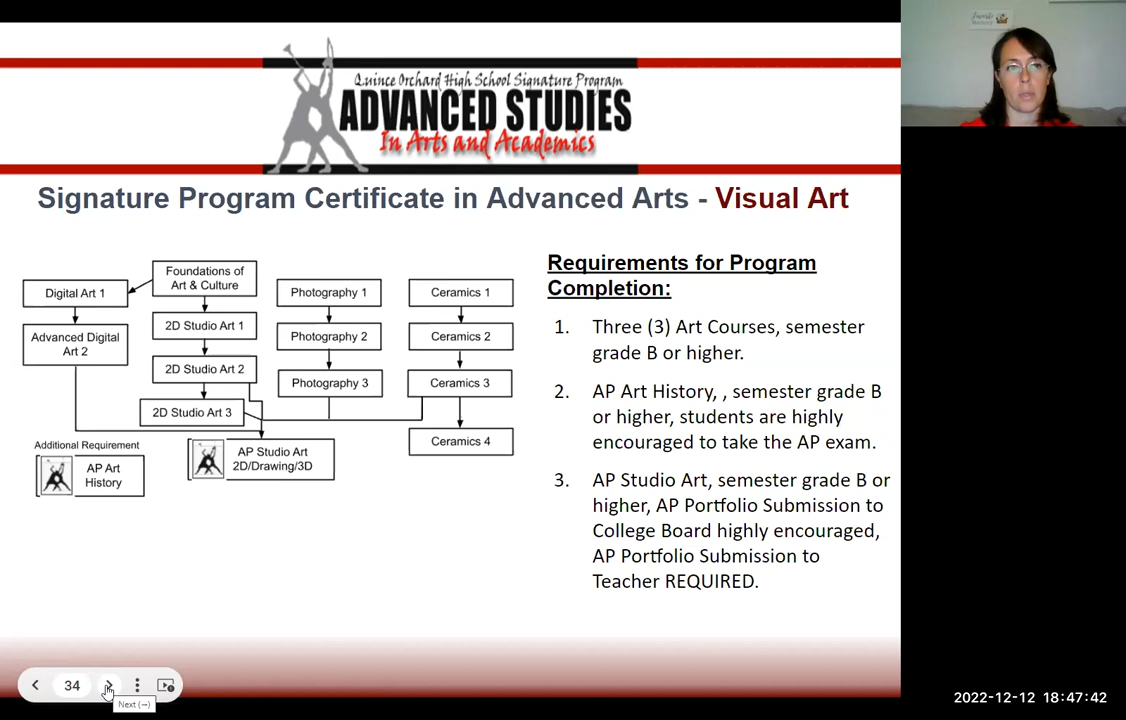 Quince Orchard High School Signature Program
ADVANCED STUDIES
In Arts and Academics
Signature Program Certificate in Advanced Arts - Visual Art
Foundations of
Art & Culture
Digital Art 1
Photography 1
Ceramics 1
2D Studio Art 1
Advanced Digital
Art 2
Photography 2
Ceramics 2
2D Studio Art 2
Photography 3
Ceramics 3
2D Studio Art 3
Ceramics 4
Additional Requirement
AP Art
History
AP Studio Art
2D/Drawing/3D
Requirements for Program
Completion:
1. Three (3) Art Courses, semester
grade B or higher.
2. AP Art History, , semester grade B
or higher, students are highly
encouraged to take the AP exam.
3. AP Studio Art, semester grade B or
higher, AP Portfolio Submission to
College Board highly encouraged,
AP Portfolio Submission to
Teacher REQUIRED.
34
Next (→)
2022-12-12 18:47:42